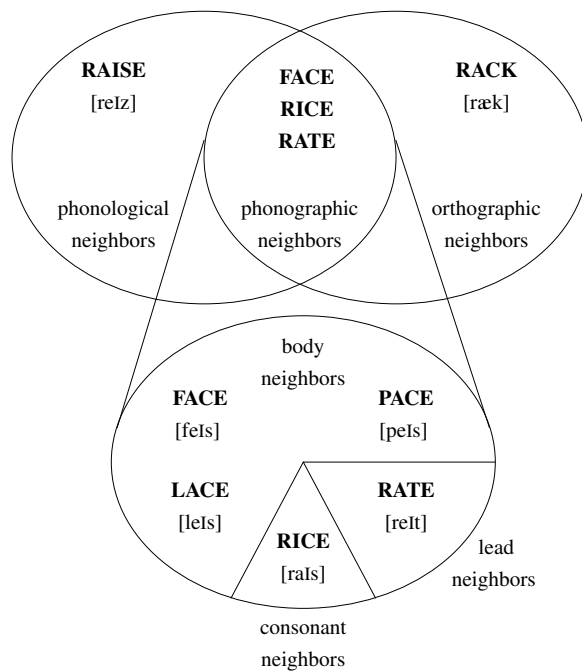 RAISE
[reIz]
FACE
RICE
RATE
RACK
[ræk]
phonological
neighbors
phonographic
neighbors
orthographic
neighbors
body
neighbors
FACE
[feIs]
PACE
[peIs]
LACE
[leIs]
RATE
[reIt]
RICE
[raIs]
lead
neighbors
consonant
neighbors